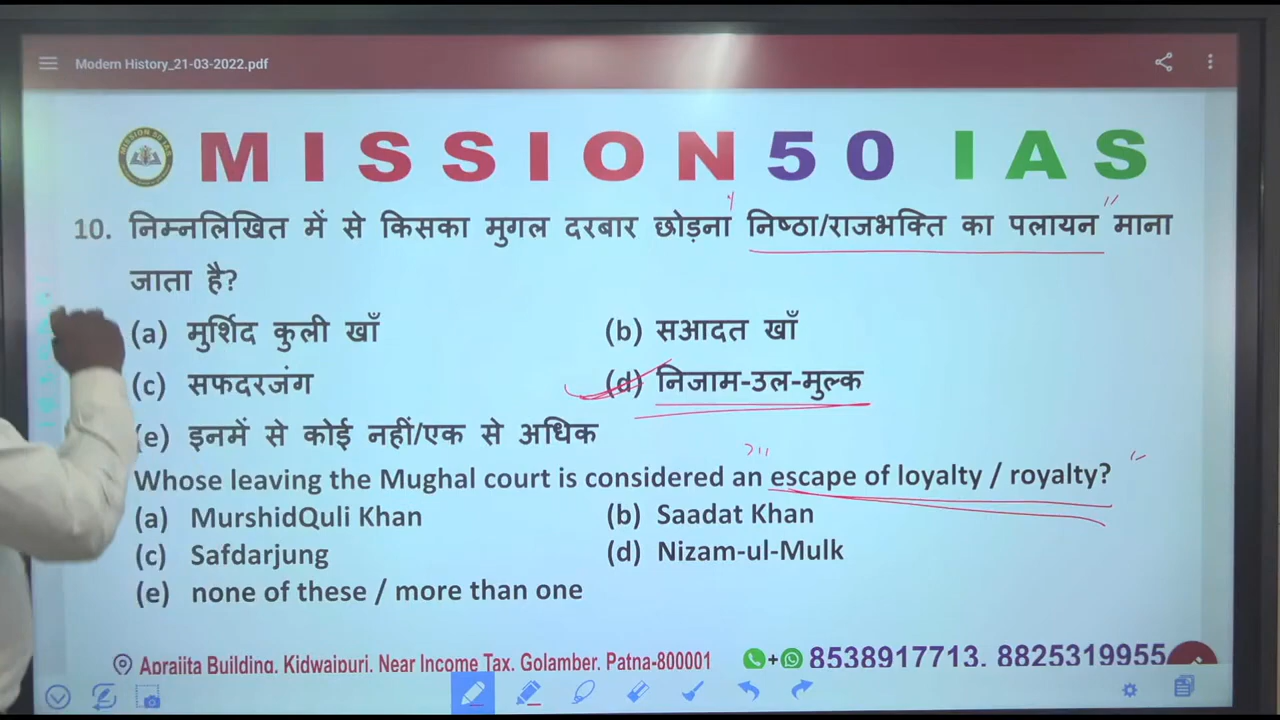 Modern History_21-03-2022.pdf
MISSION 50 IAS
10. निम्नलिखित में से किसका मुगल दरबार छोड़ना निष्ठा/राजभक्ति का पलायन माना
जाता है?
(a) मुर्शिद कुली खाँ (b) सआदत खाँ
(c) सफदरजंग (d) निजाम-उल-मुल्क
(e) इनमें से कोई नहीं/एक से अधिक
Whose leaving the Mughal court is considered an escape of loyalty / royalty?
(a) MurshidQuli Khan (b) Saadat Khan
(c) Safdarjung (d) Nizam-ul-Mulk
(e) none of these / more than one
Aprajita Building, Kidwaipuri, Near Income Tax, Golamber, Patna-800001 + 8538917713, 8825319955